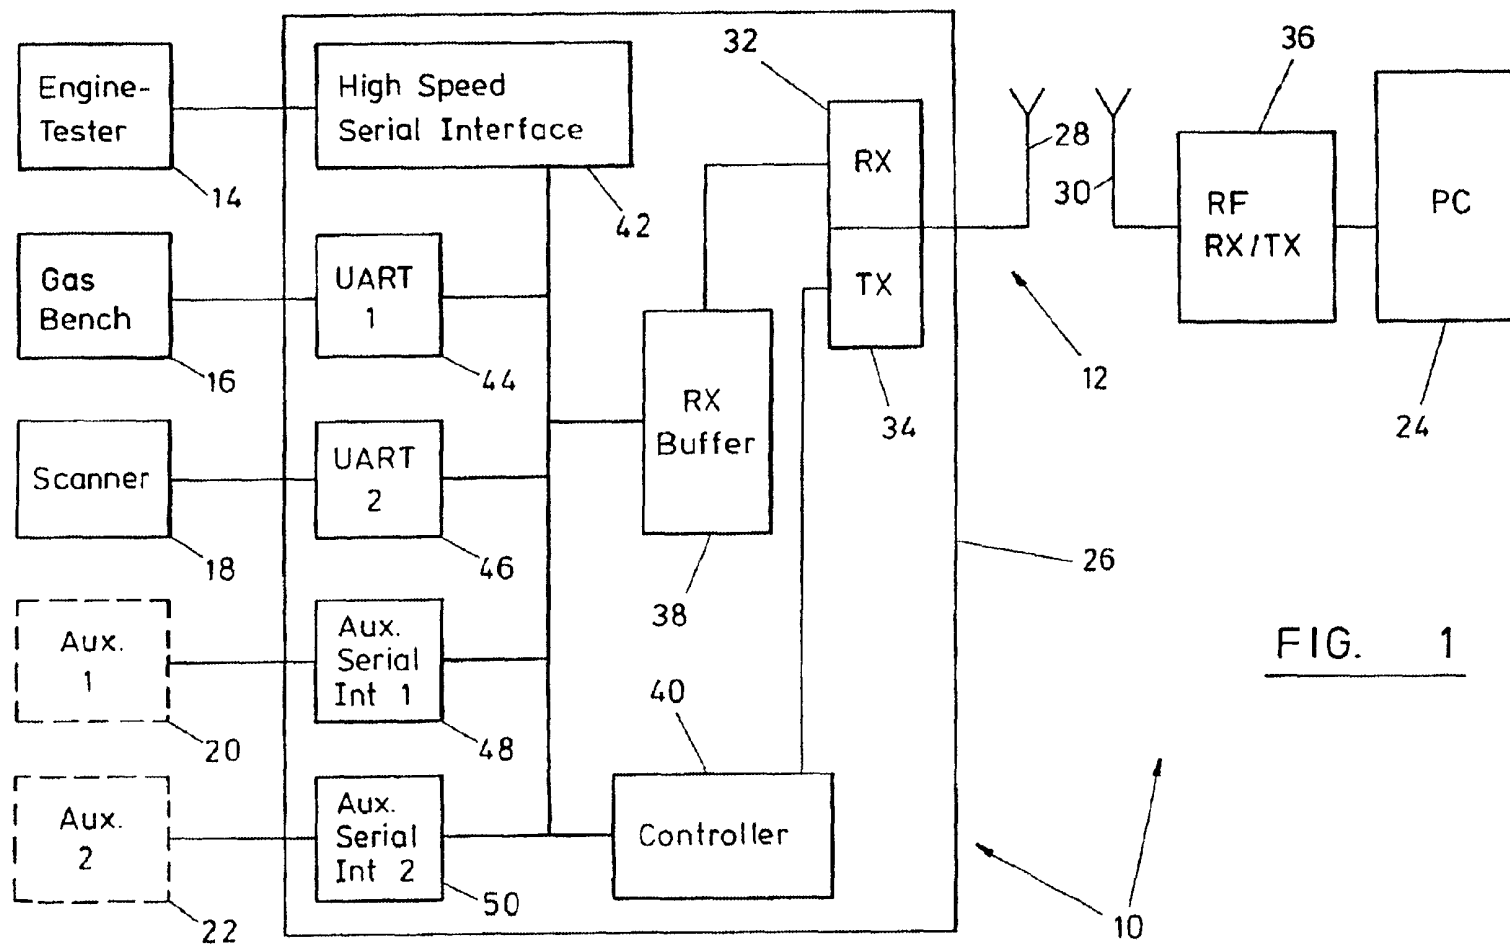 Engine-
Tester
14
High Speed
Serial Interface
42
32
RX
TX
34
28
30
12
36
RF
RX/TX
PC
24
Gas
Bench
16
UART
1
44
RX
Buffer
38
Scanner
18
UART
2
46
26
Aux.
1
20
Aux.
Serial
Int 1
48
40
Controller
Aux.
2
22
Aux.
Serial
Int 2
50
10
FIG. 1